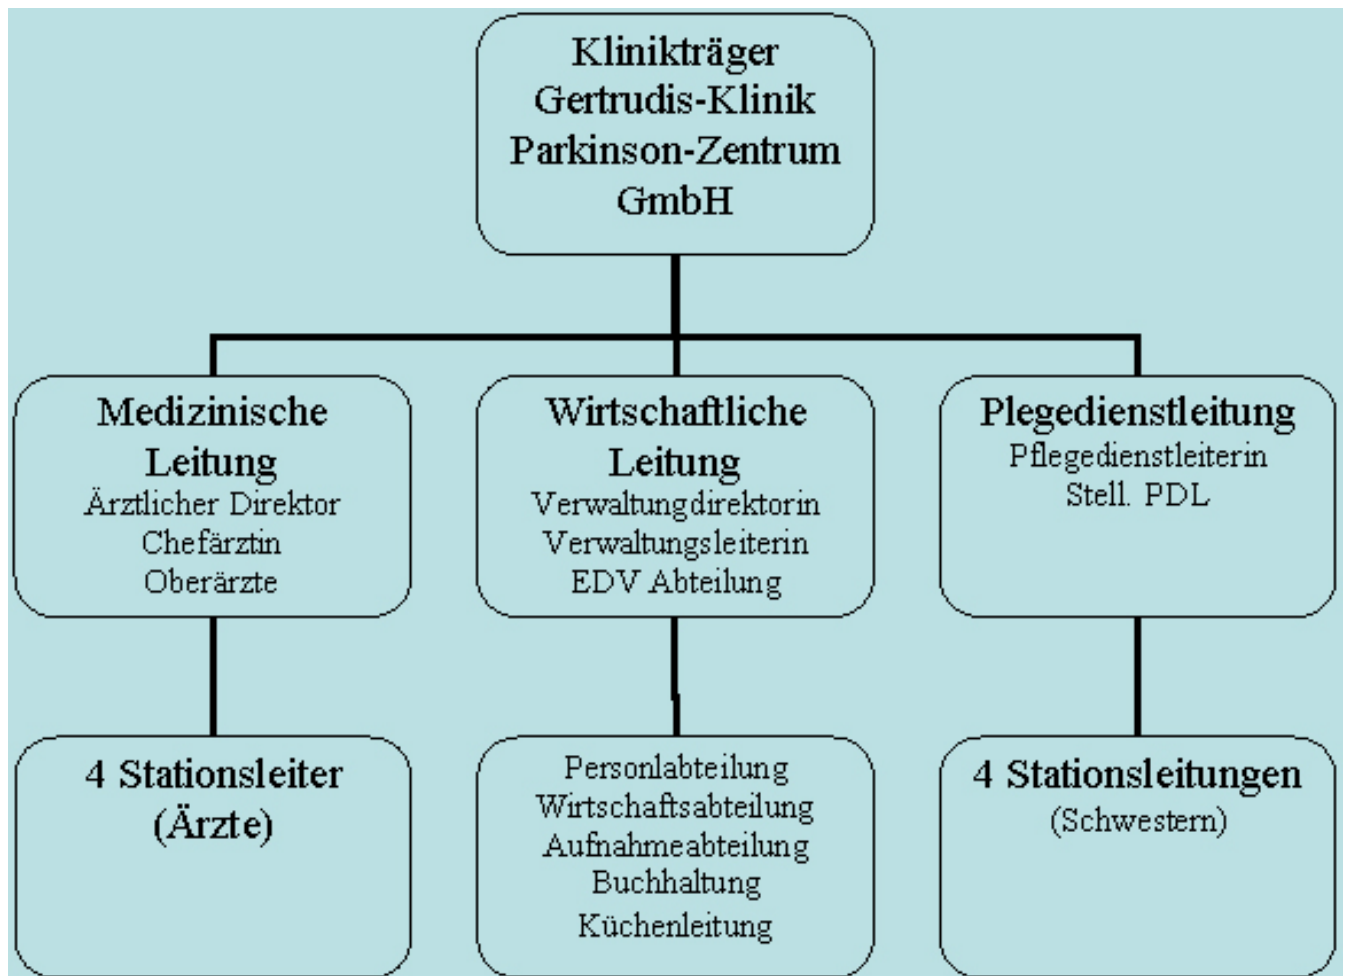 Klinikträger
Gertrudis-Klinik
Parkinson-Zentrum
GmbH
Medizinische
Leitung
Ärztlicher Direktor
Chefärztin
Oberärzte
Wirtschaftliche
Leitung
Verwaltungdirektorin
Verwaltungsleiterin
EDV Abteilung
Plegedienstleitung
Pflegedienstleiterin
Stell. PDL
4 Stationsleiter
(Ärzte)
Personlabteilung
Wirtschaftsabteilung
Aufnahmeabteilung
Buchhaltung
Küchenleitung
4 Stationsleitungen
(Schwestern)